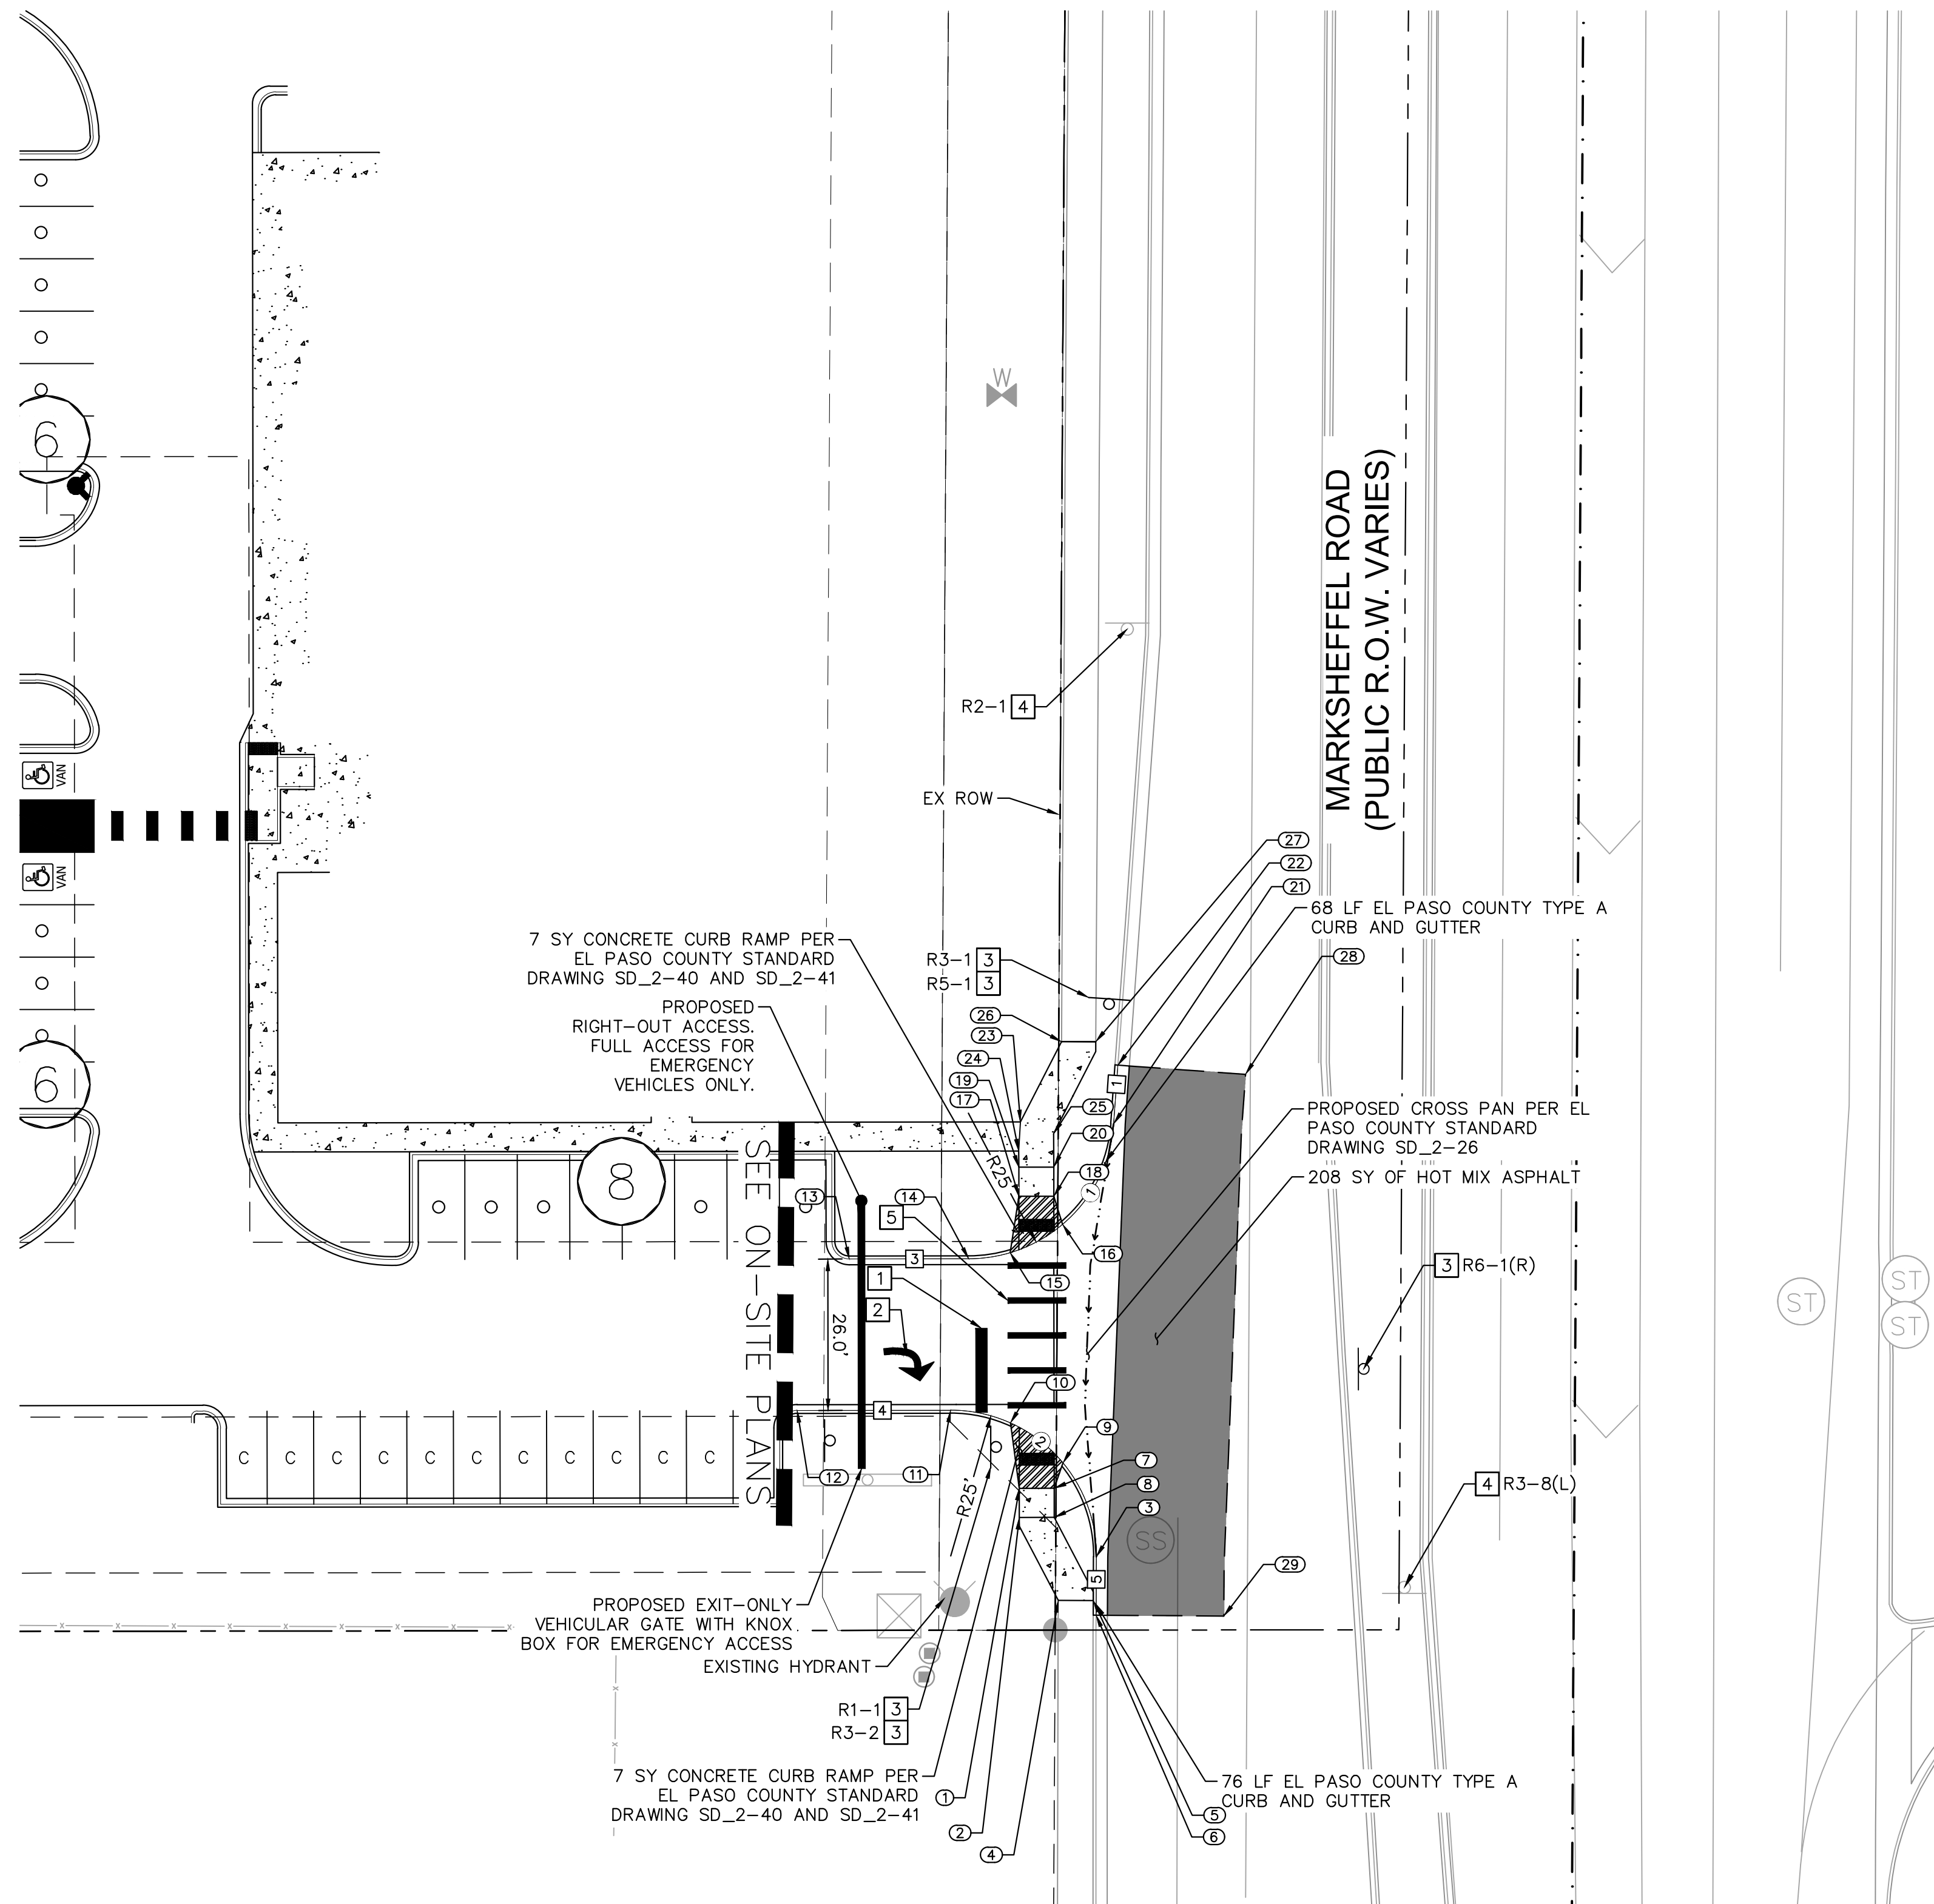 W
6
VAN
VAN
6
MARKSHEFFEL ROAD
(PUBLIC R.O.W. VARIES)
R2-1 4
EX ROW
27
22
21
68 LF EL PASO COUNTY TYPE A
CURB AND GUTTER
28
7 SY CONCRETE CURB RAMP PER
EL PASO COUNTY STANDARD
DRAWING SD_2-40 AND SD_2-41
R3-1 3
R5-1 3
PROPOSED
RIGHT-OUT ACCESS.
FULL ACCESS FOR
EMERGENCY
VEHICLES ONLY.
26
23
24
19
17
R25'
1
25
20
18
1
16
15
PROPOSED CROSS PAN PER EL
PASO COUNTY STANDARD
DRAWING SD_2-26
208 SY OF HOT MIX ASPHALT
8
SEE ON-SITE PLANS
13
14
5
3
1
2
26.0'
3 R6-1(R)
ST
ST
ST
10
4
2
9
7
8
3
C C C C C C C C C C C
12
11
R25'
4 R3-8(L)
SS
5
29
PROPOSED EXIT-ONLY
VEHICULAR GATE WITH KNOX
BOX FOR EMERGENCY ACCESS
EXISTING HYDRANT
R1-1 3
R3-2 3
7 SY CONCRETE CURB RAMP PER
EL PASO COUNTY STANDARD
DRAWING SD_2-40 AND SD_2-41
1
2
4
76 LF EL PASO COUNTY TYPE A
CURB AND GUTTER
5
6